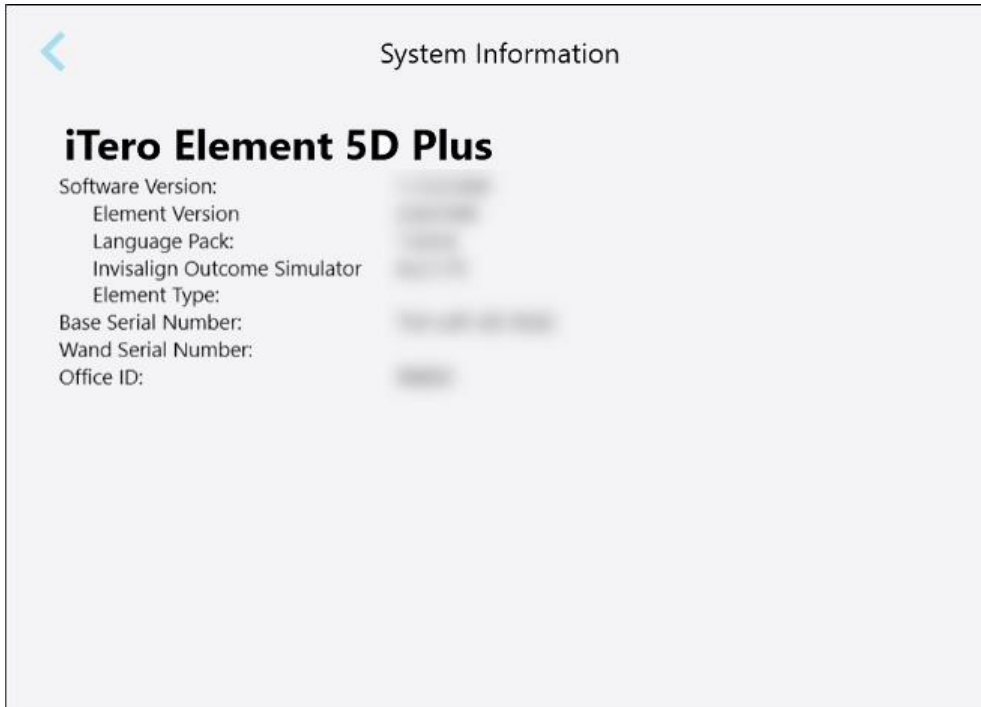 System Information
iTero Element 5D Plus
Software Version:
Element Version
Language Pack:
Invisalign Outcome Simulator
Element Type:
Base Serial Number:
Wand Serial Number:
Office ID: